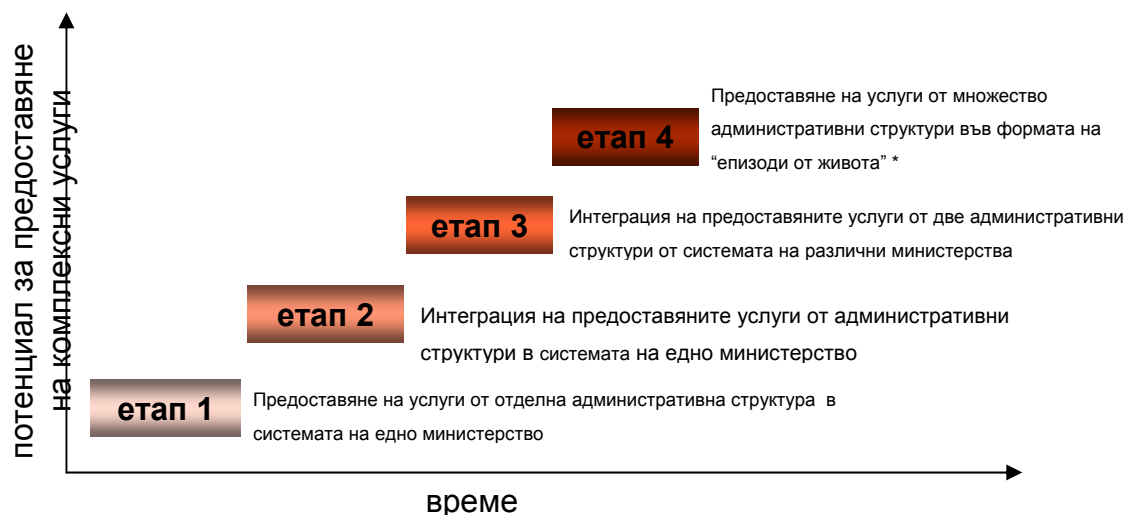 потенциал за предоставяне
на комплексни услуги
етап 4
Предоставяне на услуги от множество
административни структури във формата на
“епизоди от живота” *
етап 3
Интеграция на предоставяните услуги от две административни
структури от системата на различни министерства
етап 2
Интеграция на предоставяните услуги от административни
структури в системата на едно министерство
етап 1
Предоставяне на услуги от отделна административна структура в
системата на едно министерство
време